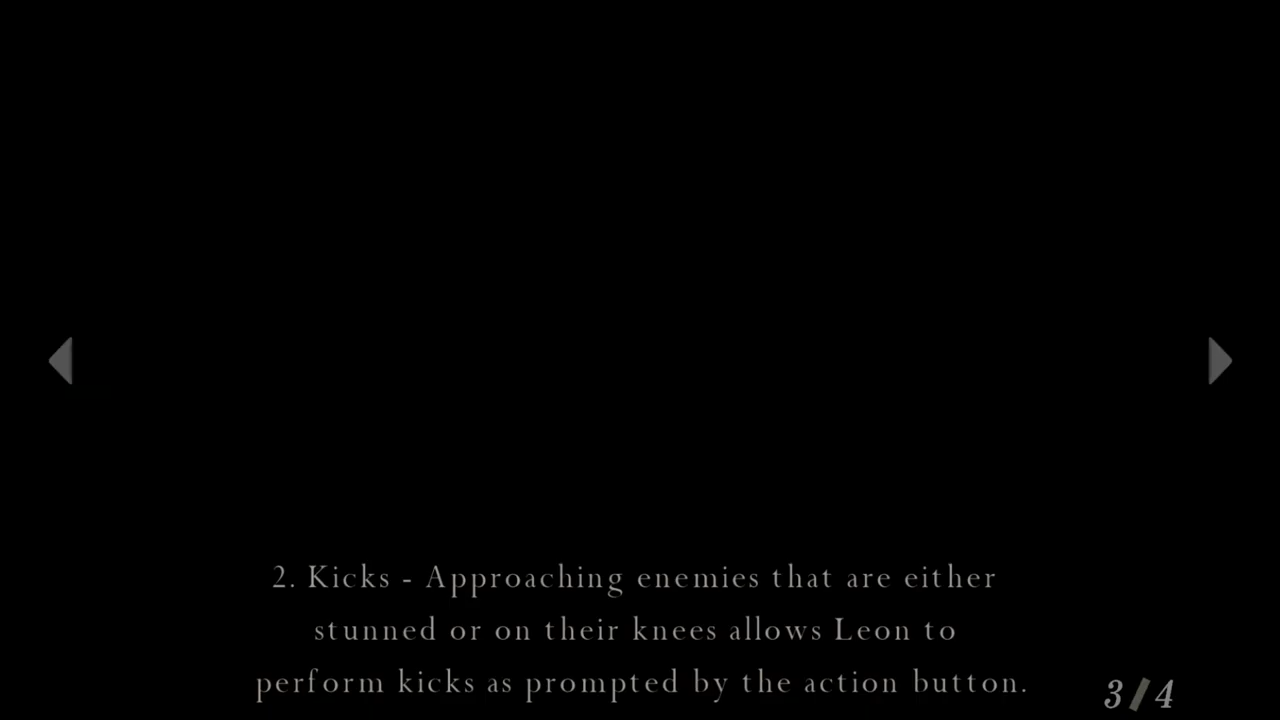 2. Kicks - Approaching enemies that are either
stunned or on their knees allows Leon to
perform kicks as prompted by the action button.
3/4